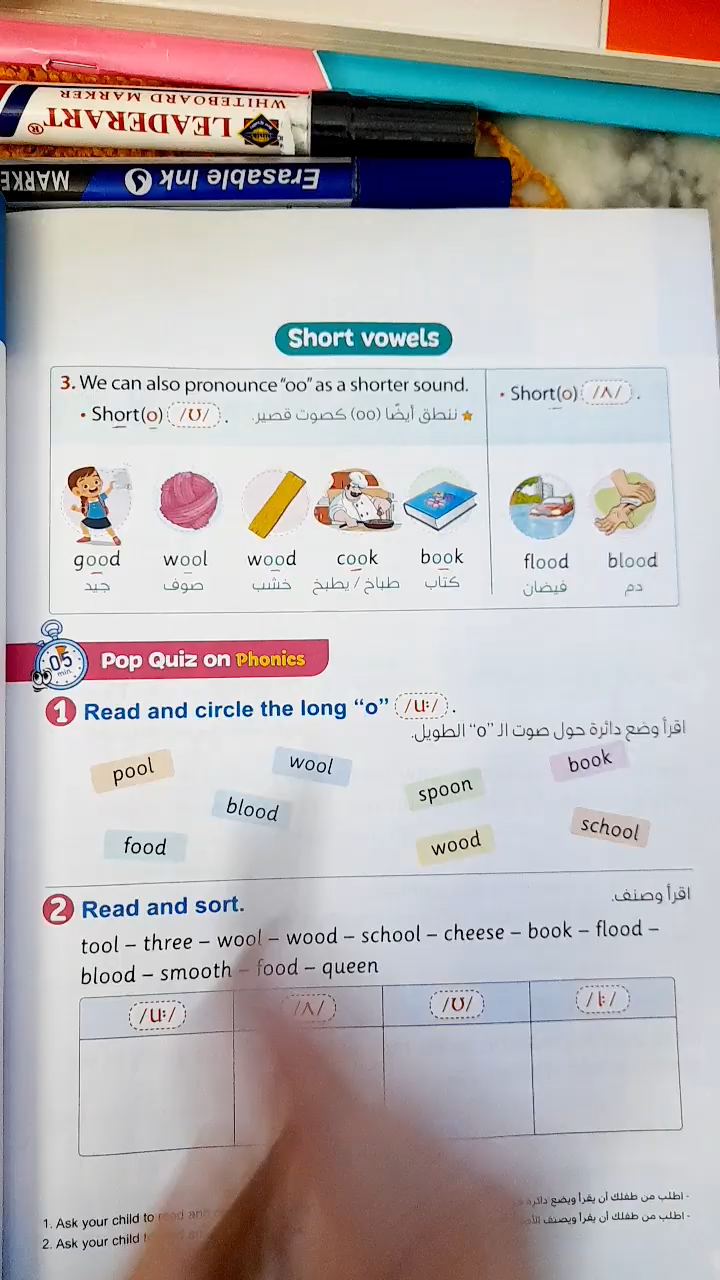 WHITEBOARD MARKER
LEADERART®
Erasable Ink
Short vowels
3. We can also pronounce “oo” as a shorter sound.
• Short(o) /ʊ/ .
ننطق أيضًا (oo) كصوت قصير.
• Short(o) /ʌ/ .
good wool wood cook book flood blood
جيد صوف خشب طباخ / يطبخ كتاب فيضان دم
05
min
Pop Quiz on Phonics
1 Read and circle the long “o” /u:/ .
اقرأ وضع دائرة حول صوت الـ “o” الطويل.
pool wool spoon book
blood
food wood school
2 Read and sort.
اقرأ وصنف.
tool – three – wool – wood – school – cheese – book – flood –
blood – smooth – food – queen
/u:/ /ʌ/ /ʊ/ /i:/
1. Ask your child to read and
- اطلب من طفلك أن يقرأ ويضع دائرة
2. Ask your child
- اطلب من طفلك أن يقرأ ويصنف